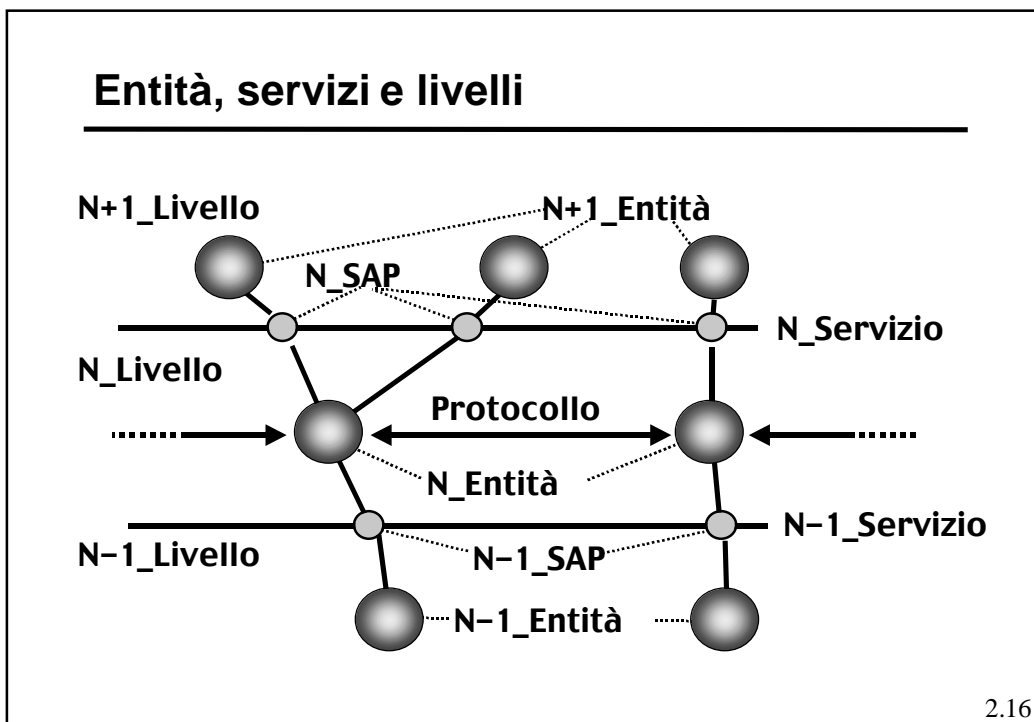 Entità, servizi e livelli
N+1_Livello
N+1_Entità
N_SAP
N_Servizio
N_Livello
Protocollo
N_Entità
N-1_Servizio
N-1_Livello
N-1_SAP
N-1_Entità
2.16